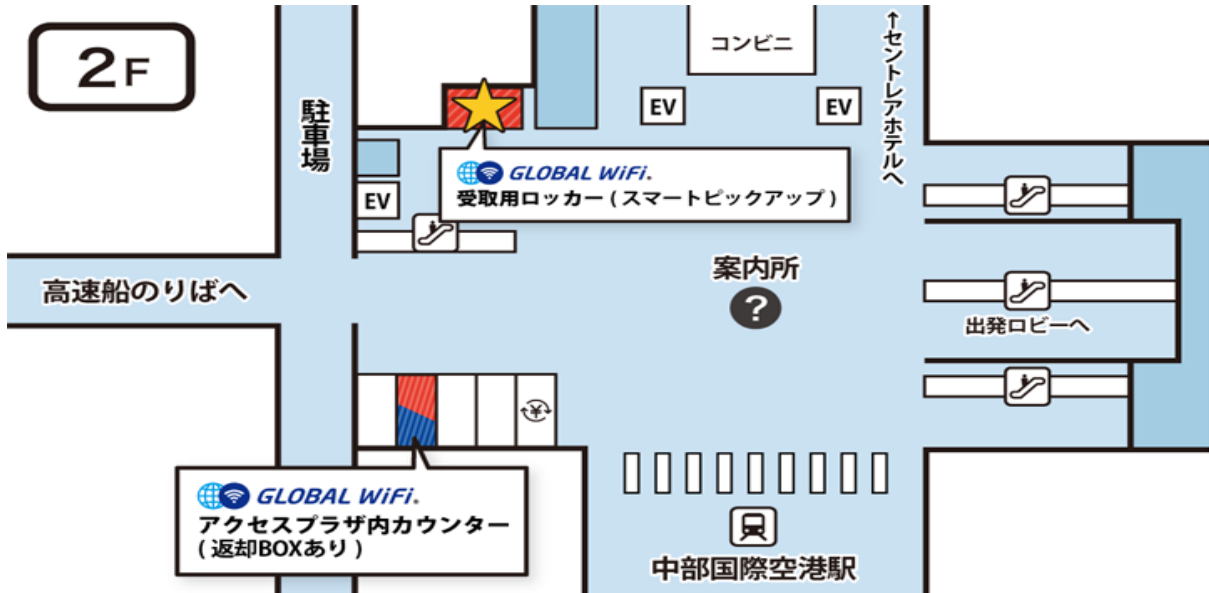 2F
コンビニ
↑セントレアホテルへ
駐車場
EV
EV
GLOBAL WiFi.
受取用ロッカー(スマートピックアップ)
EV
案内所
?
高速船のりばへ
出発ロビーへ
¥
GLOBAL WiFi.
アクセスプラザ内カウンター
(返却BOXあり)
中部国際空港駅